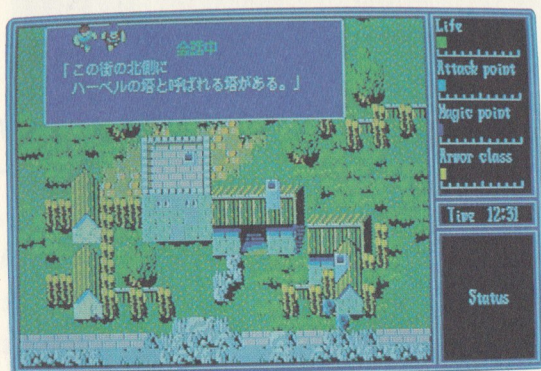 会話中
「この街の北側に
ハーベルの塔と呼ばれる塔がある。」
Life
Attack point
Magic point
Armor class
Time 12:31
Status